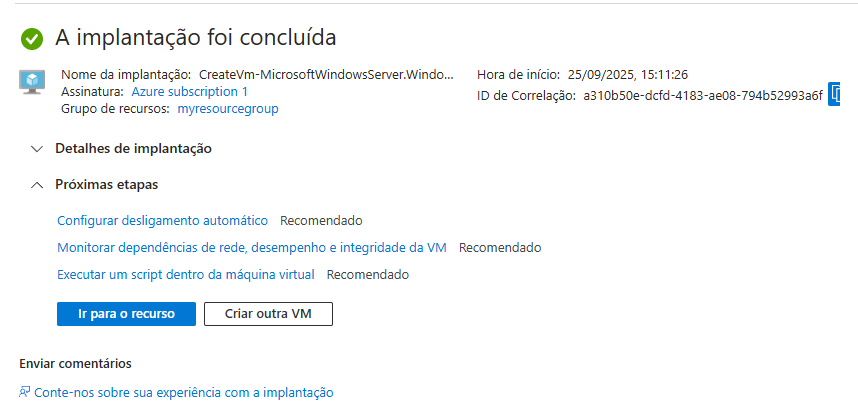 A implantação foi concluída
Nome da implantação: CreateVm-MicrosoftWindowsServer.Windo...
Assinatura: Azure subscription 1
Grupo de recursos: myresourcegroup
Hora de início: 25/09/2025, 15:11:26
ID de Correlação: a310b50e-dcfd-4183-ae08-794b52993a6f
Detalhes de implantação
Próximas etapas
Configurar desligamento automático Recomendado
Monitorar dependências de rede, desempenho e integridade da VM Recomendado
Executar um script dentro da máquina virtual Recomendado
Ir para o recurso Criar outra VM
Enviar comentários
Conte-nos sobre sua experiência com a implantação